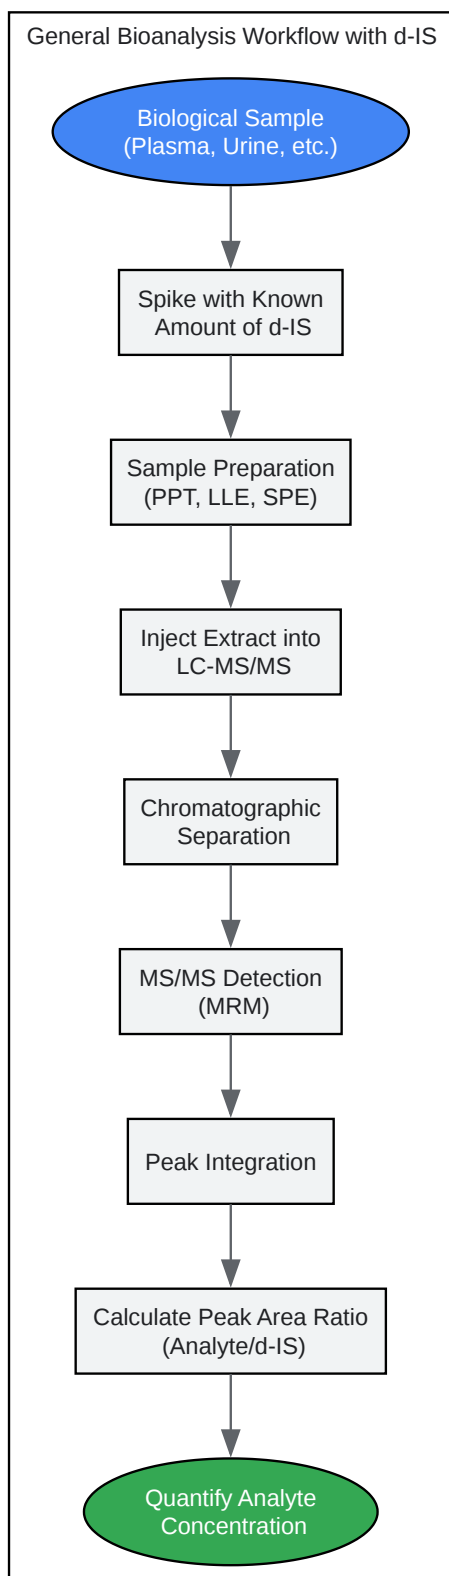 General Bioanalysis Workflow with d-IS
Biological Sample
(Plasma, Urine, etc.)
Spike with Known
Amount of d-IS
Sample Preparation
(PPT, LLE, SPE)
Inject Extract into
LC-MS/MS
Chromatographic
Separation
MS/MS Detection
(MRM)
Peak Integration
Calculate Peak Area Ratio
(Analyte/d-IS)
Quantify Analyte
Concentration